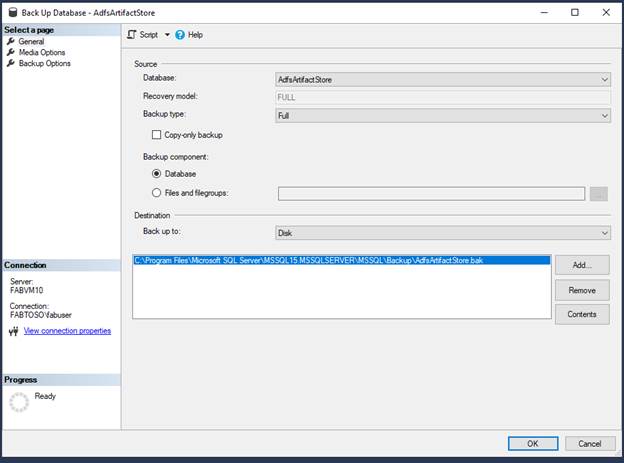 Back Up Database - AdfsArtifactStore
Select a page
General
Media Options
Backup Options
Script
Help
Source
Database:
AdfsArtifactStore
Recovery model:
FULL
Backup type:
Full
Copy-only backup
Backup component:
Database
Files and filegroups:
...
Destination
Back up to:
Disk
C:\Program Files\Microsoft SQL Server\MSSQL15.MSSQLSERVER\MSSQL\Backup\AdfsArtifactStore.bak
Add...
Remove
Contents
Connection
Server:
FABVM10
Connection:
FABTOSO\fabuser
View connection properties
Progress
Ready
OK
Cancel